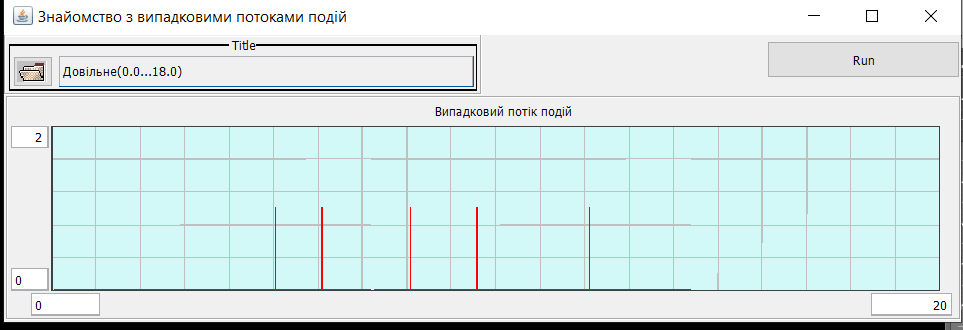 Знайомство з випадковими потоками подій
Title
Довільне(0.0...18.0)
Run
Випадковий потік подій
2
0
0
20